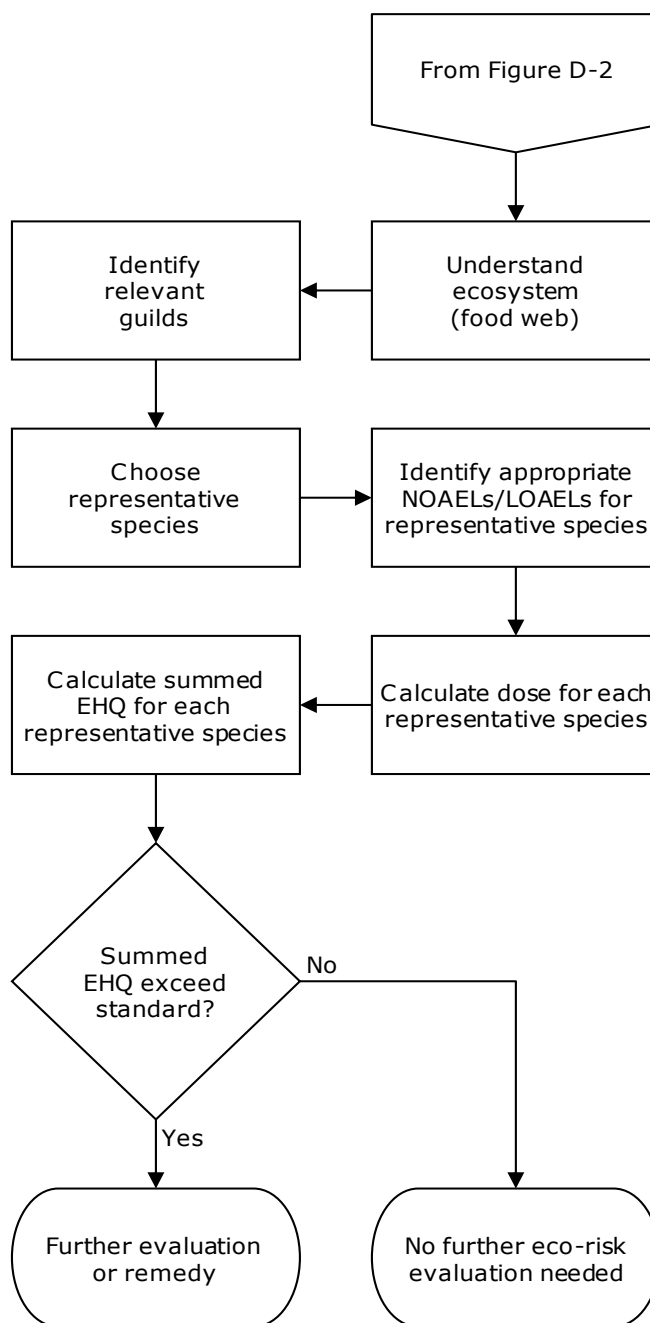 From Figure D-2
Understand
ecosystem
(food web)
Identify
relevant
guilds
Choose
representative
species
Identify appropriate
NOAELs/LOAELs for
representative species
Calculate dose for each
representative species
Calculate summed
EHQ for each
representative species
Summed
EHQ exceed
standard?
No
Yes
Further evaluation
or remedy
No further eco-risk
evaluation needed